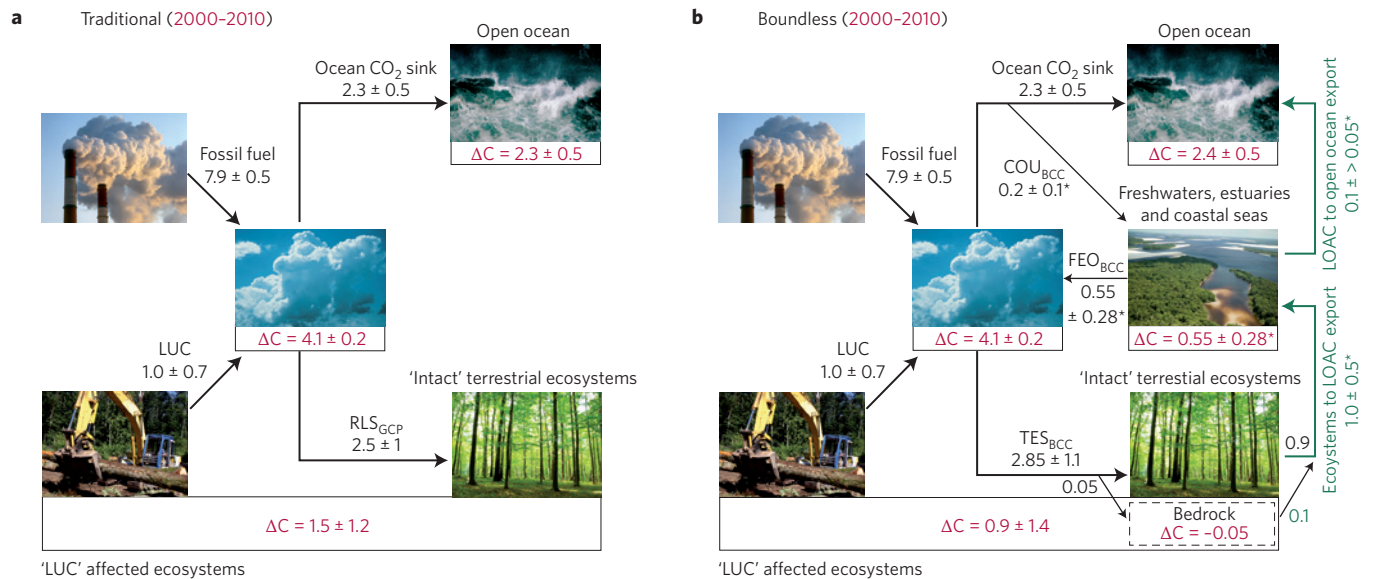 a Traditional (2000–2010)
Open ocean
Ocean CO₂ sink
2.3 ± 0.5
ΔC = 2.3 ± 0.5
Fossil fuel
7.9 ± 0.5
ΔC = 4.1 ± 0.2
LUC
1.0 ± 0.7
'Intact' terrestrial ecosystems
RLS_GCP
2.5 ± 1
ΔC = 1.5 ± 1.2
'LUC' affected ecosystems
b Boundless (2000–2010)
Open ocean
Ocean CO₂ sink
2.3 ± 0.5
ΔC = 2.4 ± 0.5
Fossil fuel
7.9 ± 0.5
COU_BCC
0.2 ± 0.1*
Freshwaters, estuaries
and coastal seas
LOAC to open ocean export
0.1 ± > 0.05*
FEO_BCC
0.55
± 0.28*
ΔC = 4.1 ± 0.2
ΔC = 0.55 ± 0.28*
LUC
1.0 ± 0.7
'Intact' terrestial ecosystems
TES_BCC
2.85 ± 1.1
0.05
0.9
Ecoystems to LOAC export
1.0 ± 0.5*
0.1
Bedrock
ΔC = –0.05
ΔC = 0.9 ± 1.4
'LUC' affected ecosystems